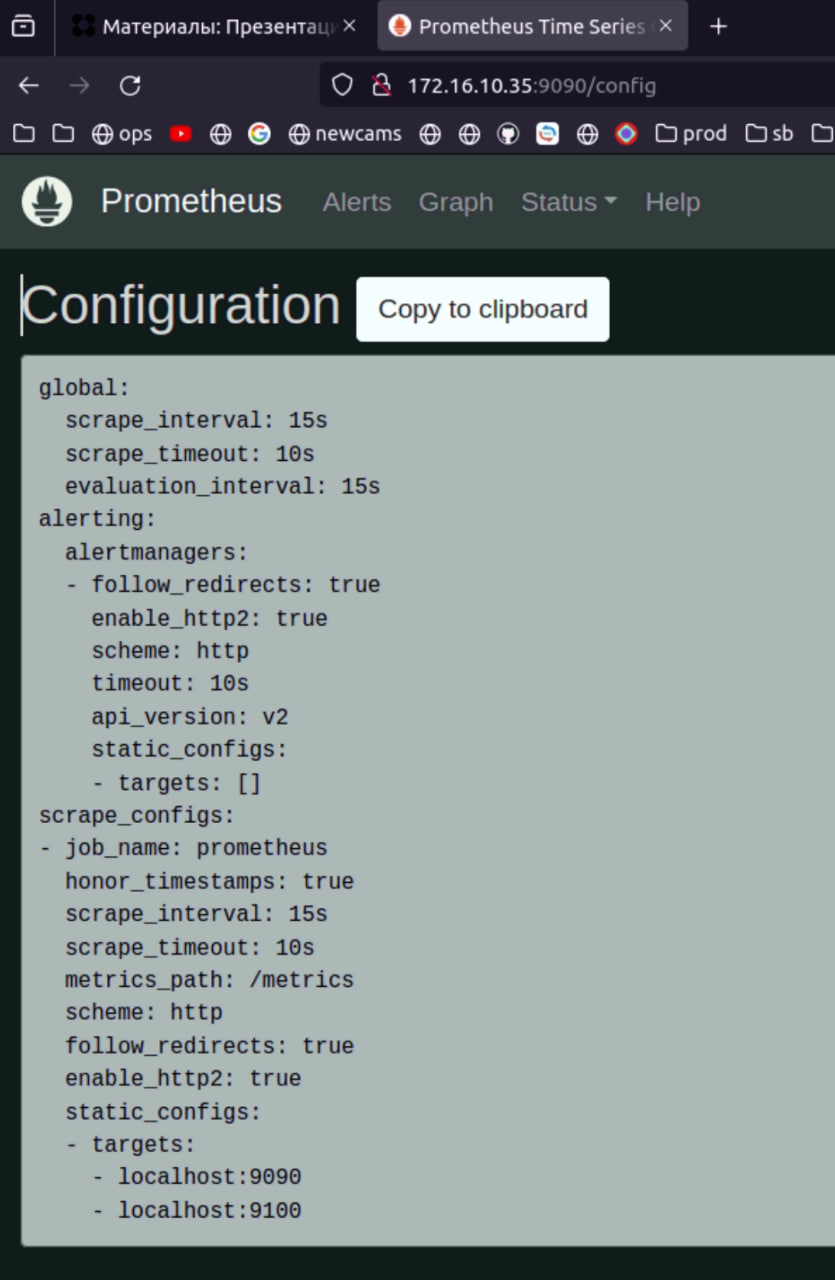 Материалы: Презентаци
Prometheus Time Series
172.16.10.35:9090/config
ops
newcams
prod
sb
Prometheus
Alerts
Graph
Status
Help
Configuration
Copy to clipboard
global:
  scrape_interval: 15s
  scrape_timeout: 10s
  evaluation_interval: 15s
alerting:
  alertmanagers:
  - follow_redirects: true
    enable_http2: true
    scheme: http
    timeout: 10s
    api_version: v2
    static_configs:
    - targets: []
scrape_configs:
- job_name: prometheus
  honor_timestamps: true
  scrape_interval: 15s
  scrape_timeout: 10s
  metrics_path: /metrics
  scheme: http
  follow_redirects: true
  enable_http2: true
  static_configs:
  - targets:
    - localhost:9090
    - localhost:9100